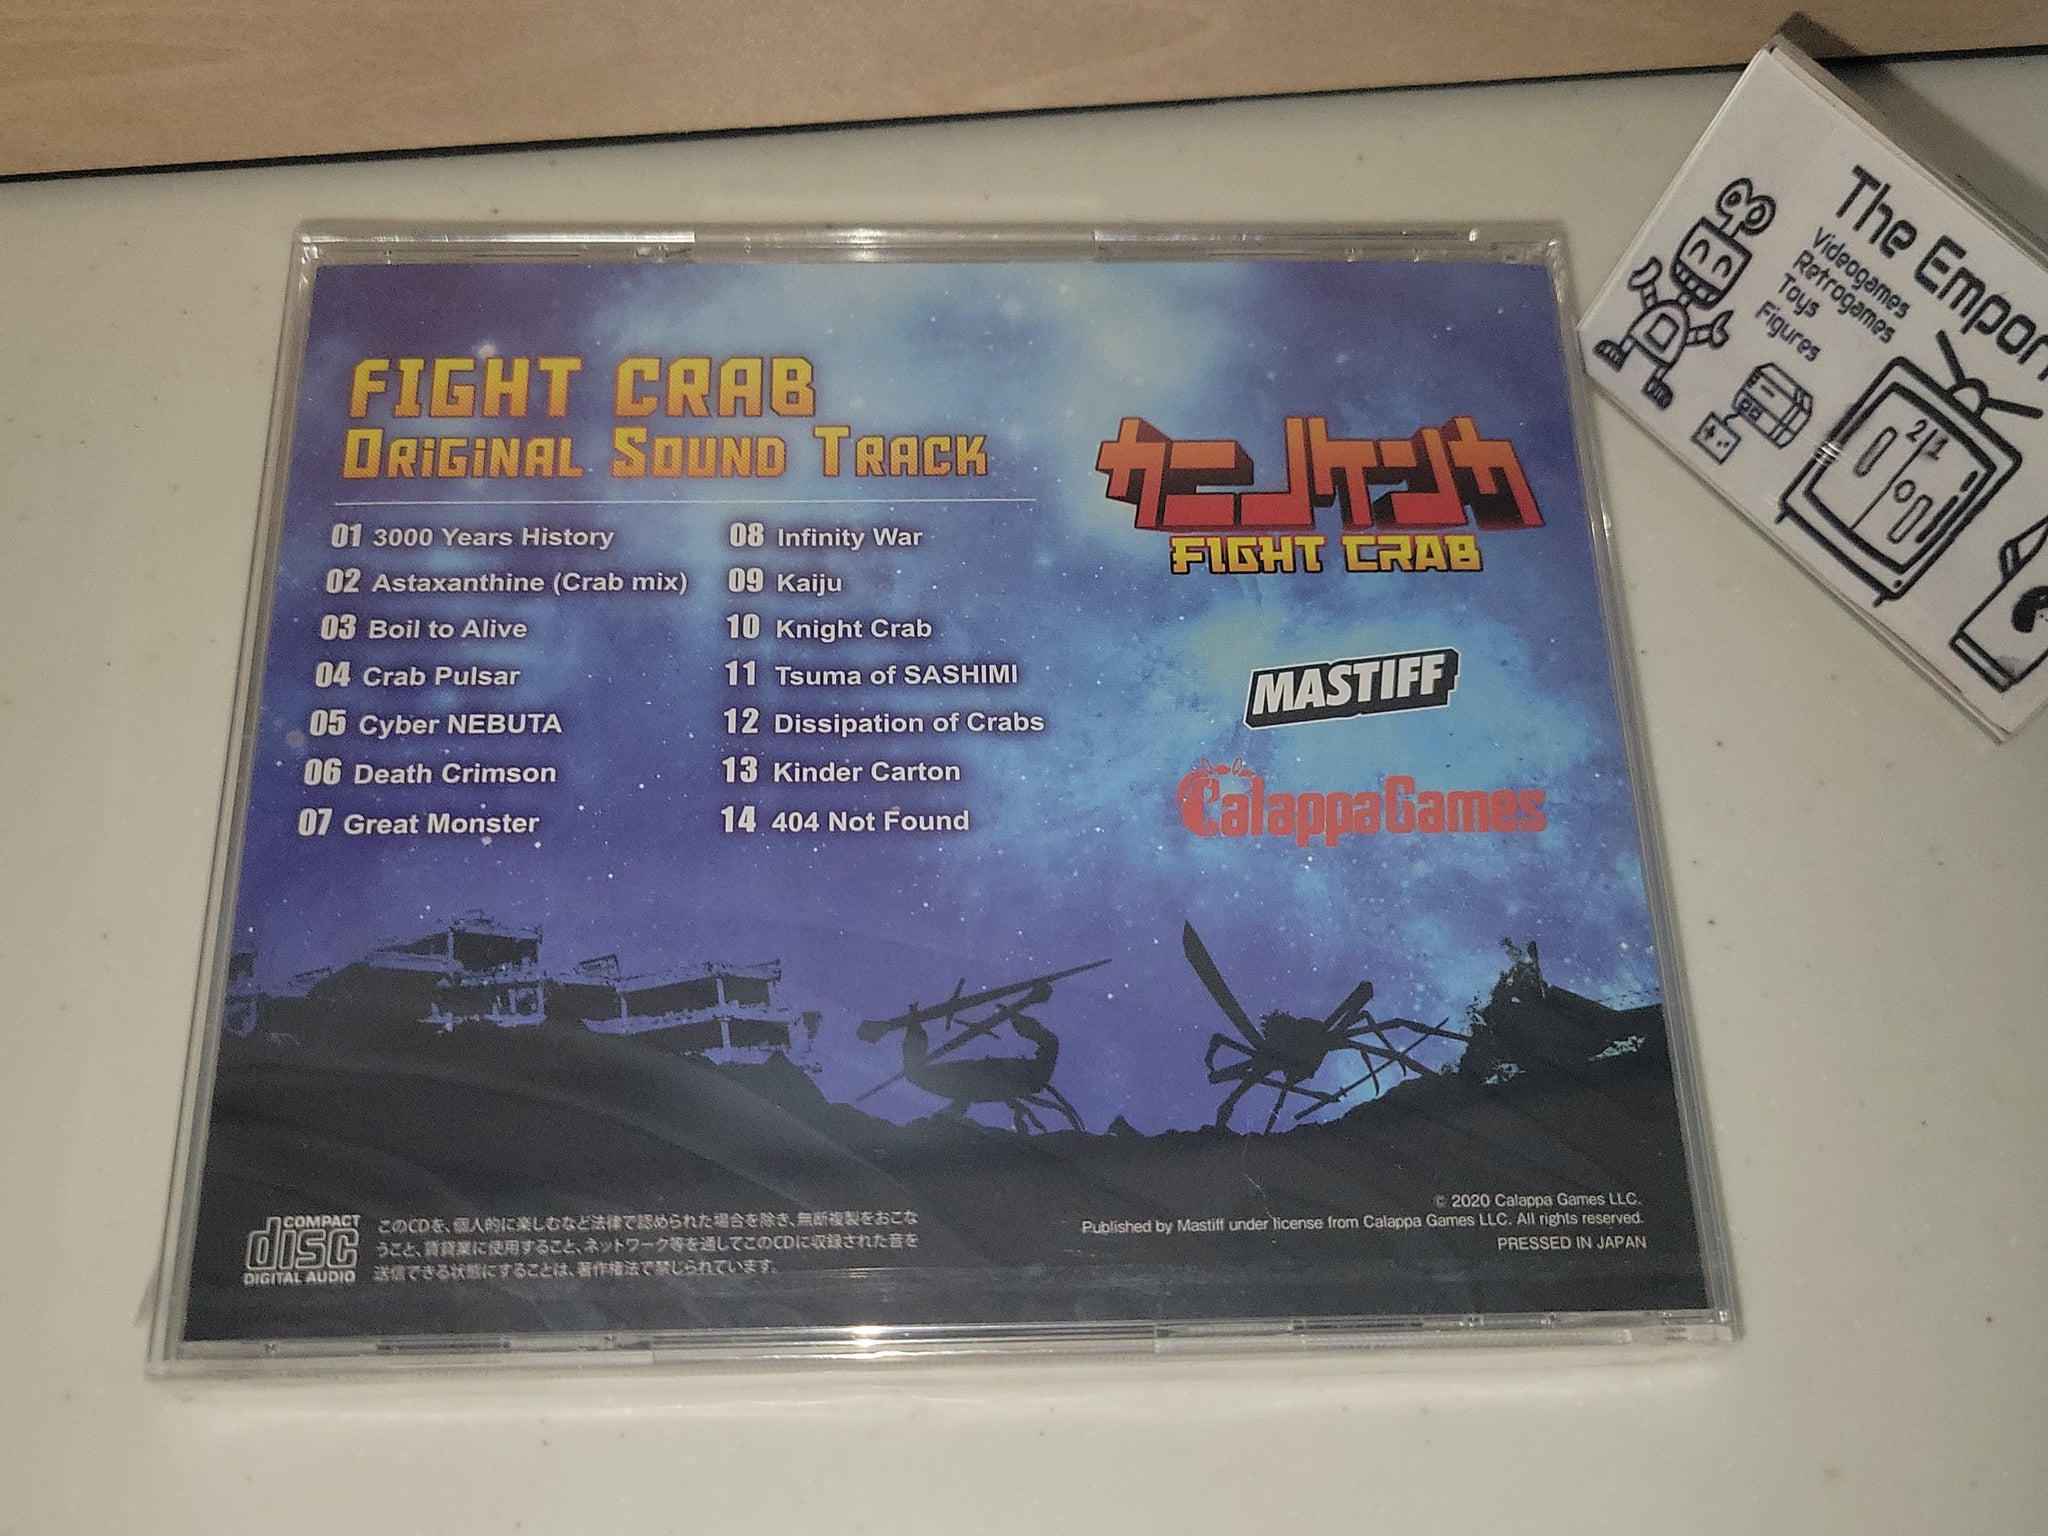 FIGHT CRAB
ORiGiNAL SOUND TRACK
01 3000 Years History
02 Astaxanthine (Crab mix)
03 Boil to Alive
04 Crab Pulsar
05 Cyber NEBUTA
06 Death Crimson
07 Great Monster
08 Infinity War
09 Kaiju
10 Knight Crab
11 Tsuma of SASHIMI
12 Dissipation of Crabs
13 Kinder Carton
14 404 Not Found
カニノケンカ
FIGHT CRAB
MASTIFF
CalappaGames
COMPACT
disc
DIGITAL AUDIO
このCDを、個人的に楽しむなど法律で認められた場合を除き、無断複製をおこな
うこと、賃貸業に使用すること、ネットワーク等を通してこのCDに収録された音を
送信できる状態にすることは、著作権法で禁じられています。
© 2020 Calappa Games LLC.
Published by Mastiff under license from Calappa Games LLC. All rights reserved.
PRESSED IN JAPAN
The Empor
Videogames
Retrogames
Toys
Figures
2|1